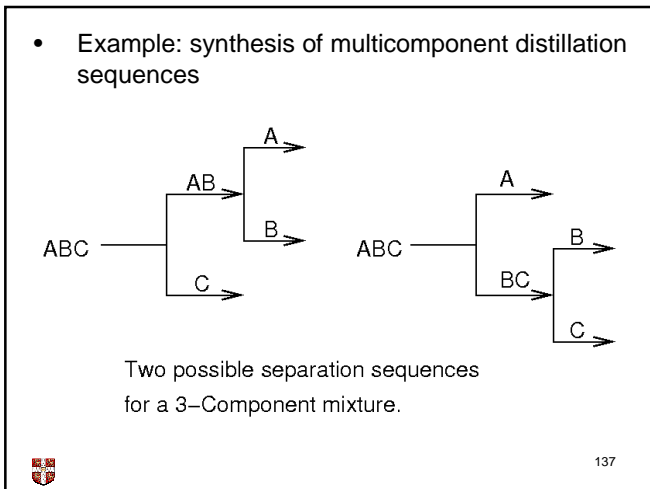 • Example: synthesis of multicomponent distillation
sequences
A
AB
B
ABC
C
A
B
ABC
BC
C
Two possible separation sequences
for a 3-Component mixture.
137